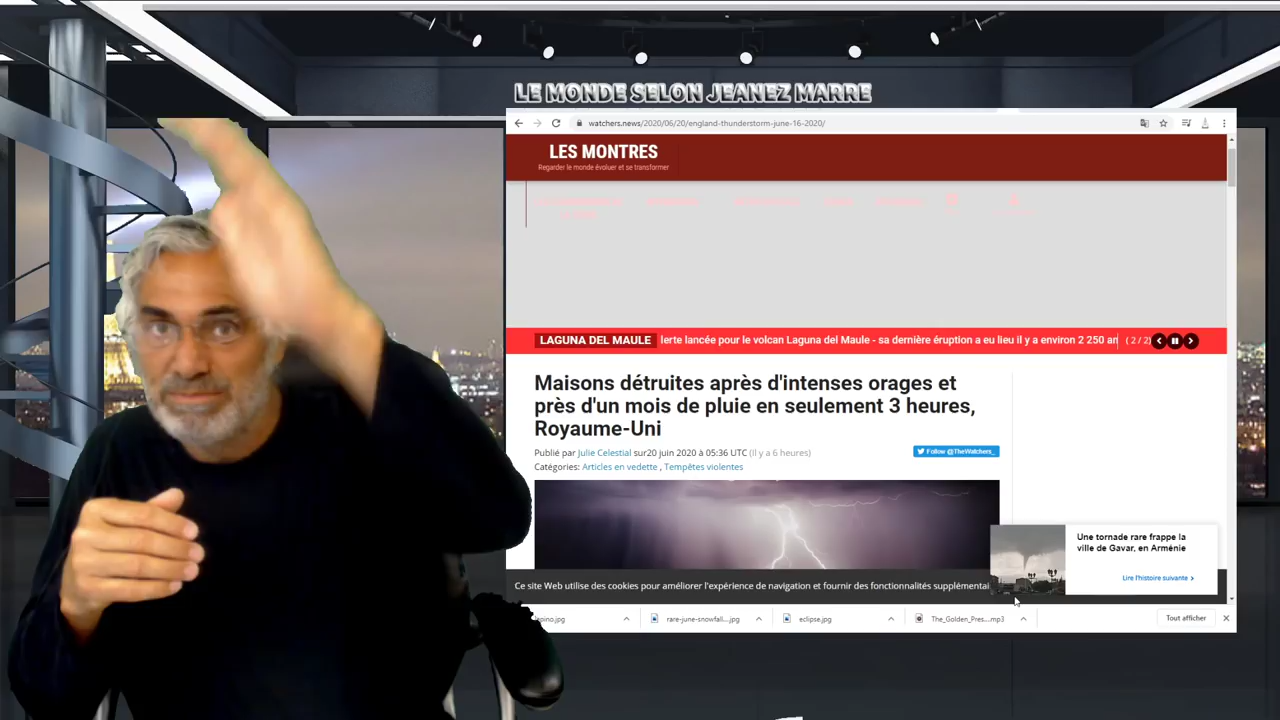 LE MONDE SELON JEANEZ MARRE
watchers.news/2020/06/20/england-thunderstorm-june-16-2020/
LES MONTRES
Regarder le monde évoluer et se transformer
LAGUNA DEL MAULE
lerte lancée pour le volcan Laguna del Maule - sa dernière éruption a eu lieu il y a environ 2 250 an
( 2 / 2)
Maisons détruites après d'intenses orages et
près d'un mois de pluie en seulement 3 heures,
Royaume-Uni
Publié par Julie Celestial sur20 juin 2020 à 05:36 UTC (Il y a 6 heures)
Follow @TheWatchers_
Catégories: Articles en vedette , Tempêtes violentes
Une tornade rare frappe la
ville de Gavar, en Arménie
Lire l'histoire suivante >
Ce site Web utilise des cookies pour améliorer l'expérience de navigation et fournir des fonctionnalités supplémentai
pino.jpg
rare-june-snowfall....jpg
eclipse.jpg
The_Golden_Pres....mp3
Tout afficher